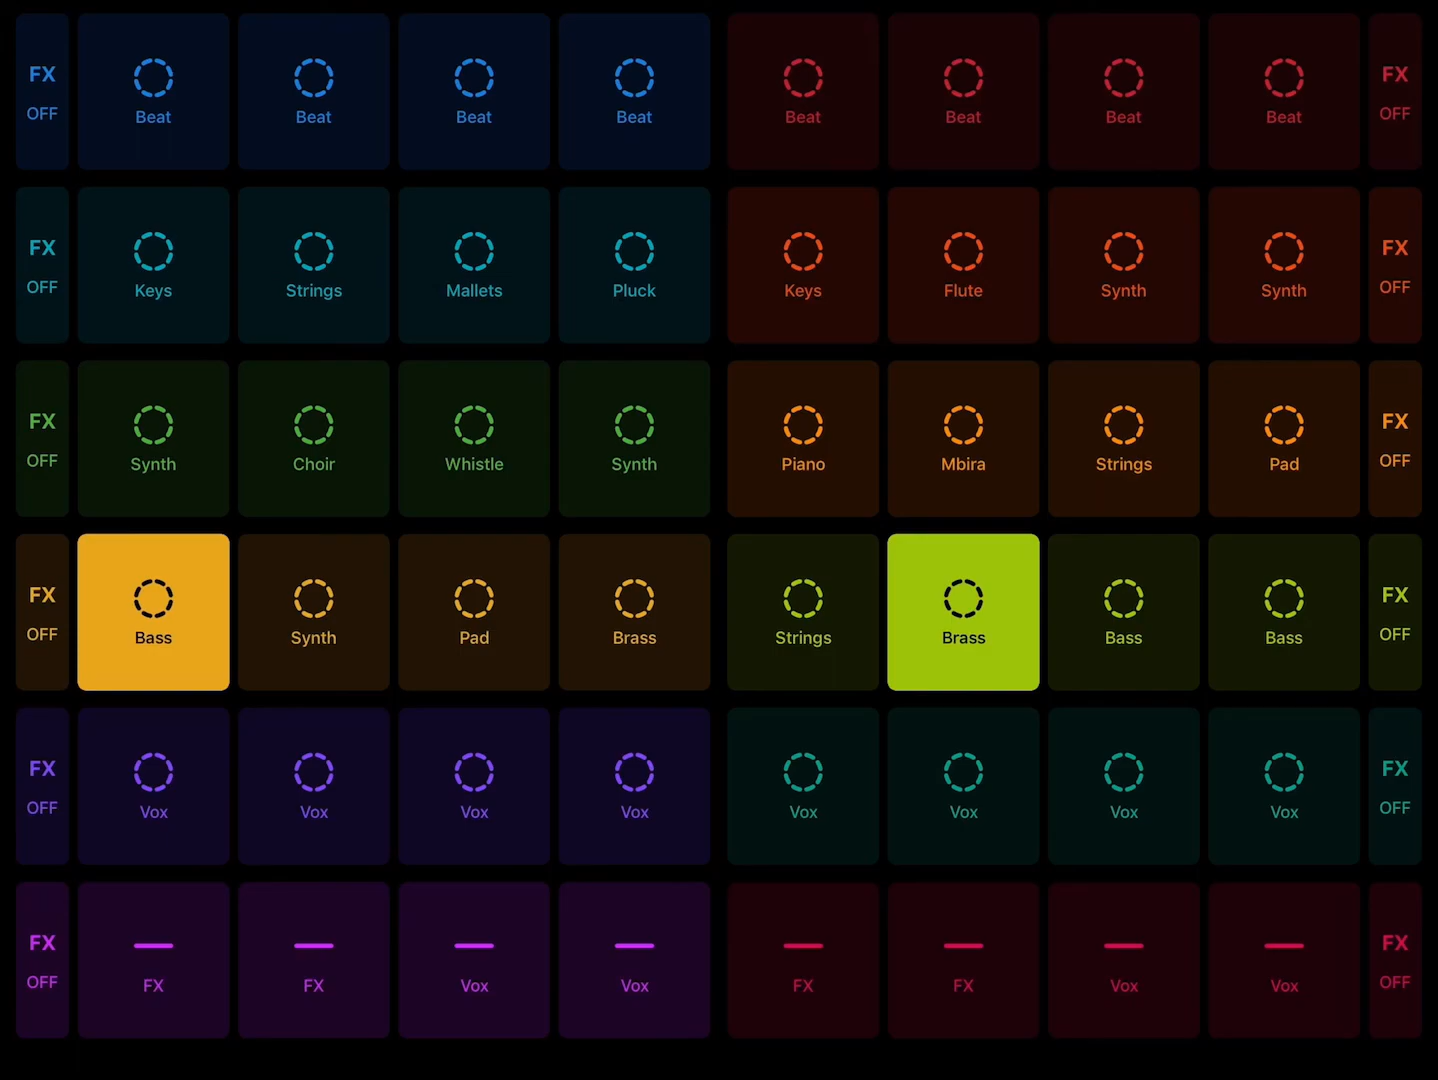 FX Beat Beat Beat Beat Beat Beat Beat Beat FX
OFF OFF
FX Keys Strings Mallets Pluck Keys Flute Synth Synth FX
OFF OFF
FX Synth Choir Whistle Synth Piano Mbira Strings Pad FX
OFF OFF
FX Bass Synth Pad Brass Strings Brass Bass Bass FX
OFF OFF
FX Vox Vox Vox Vox Vox Vox Vox Vox FX
OFF OFF
FX FX FX Vox Vox FX FX Vox Vox FX
OFF OFF